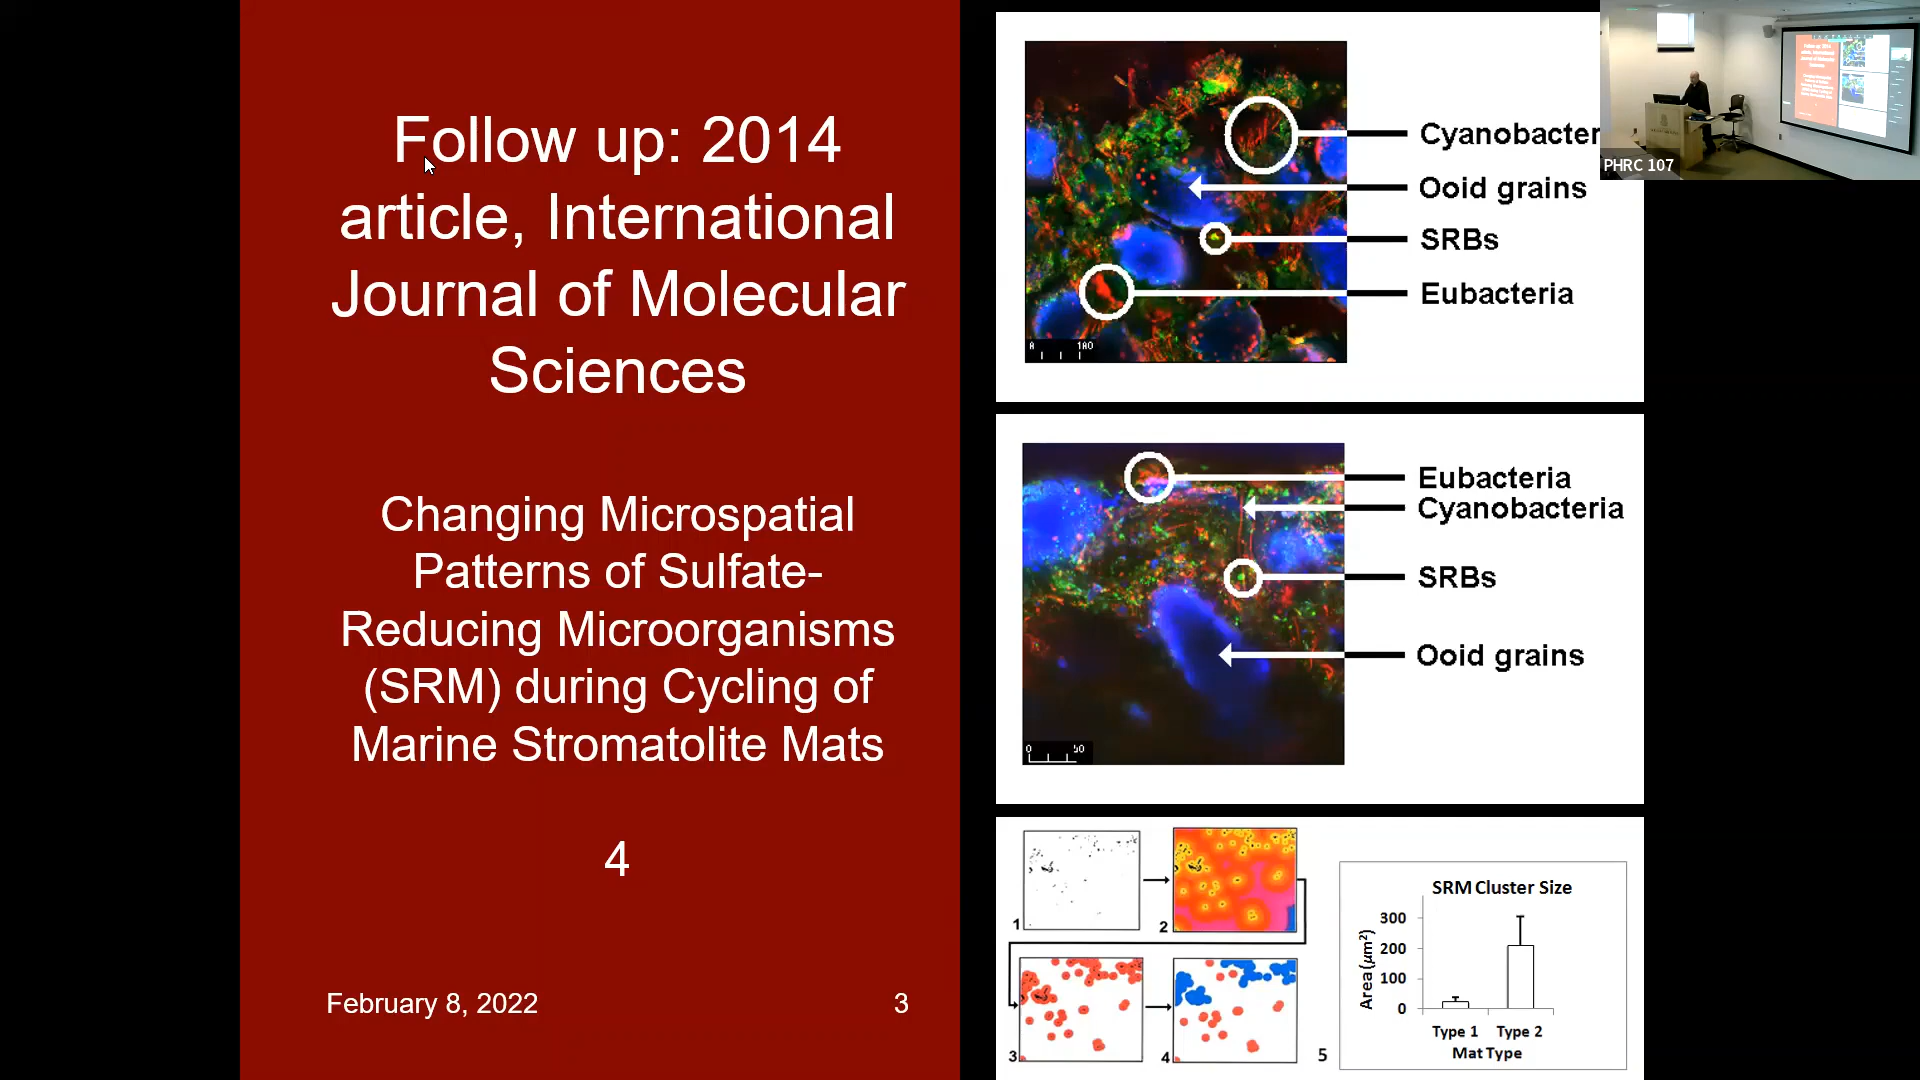 Follow up: 2014
article, International
Journal of Molecular
Sciences
Changing Microspatial
Patterns of Sulfate-
Reducing Microorganisms
(SRM) during Cycling of
Marine Stromatolite Mats
4
February 8, 2022
3
Cyanobacter
Ooid grains
SRBs
Eubacteria
Eubacteria
Cyanobacteria
SRBs
Ooid grains
0 50
1
2
3
4
5
SRM Cluster Size
300
200
100
0
Area (μm²)
Type 1 Type 2
Mat Type
PHRC 107